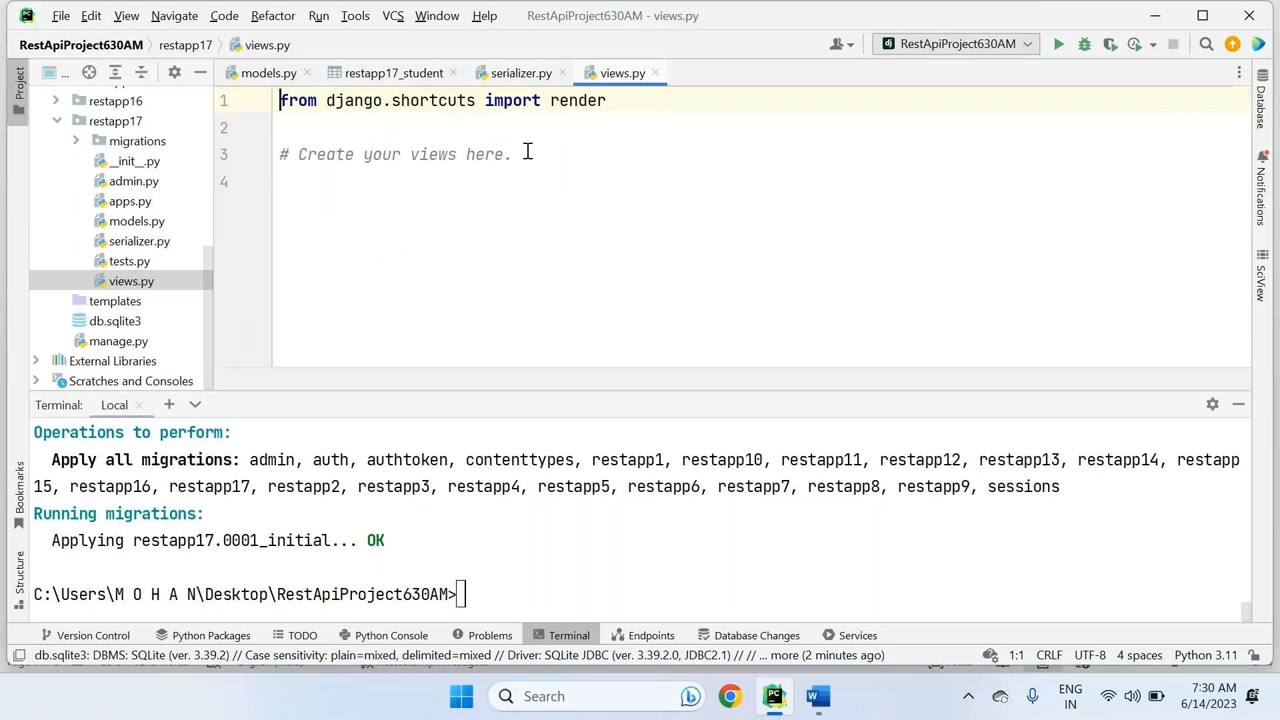 File Edit View Navigate Code Refactor Run Tools VCS Window Help RestApiProject630AM - views.py
RestApiProject630AM restapp17 views.py RestApiProject630AM
Project ... models.py restapp17_student serializer.py views.py
restapp16
restapp17
migrations
__init__.py
admin.py
apps.py
models.py
serializer.py
tests.py
views.py
templates
db.sqlite3
manage.py
External Libraries
Scratches and Consoles
1 from django.shortcuts import render
2
3 # Create your views here.
4
Database
Notifications
SciView
Terminal: Local
Operations to perform:
Apply all migrations: admin, auth, authtoken, contenttypes, restapp1, restapp10, restapp11, restapp12, restapp13, restapp14, restapp
15, restapp16, restapp17, restapp2, restapp3, restapp4, restapp5, restapp6, restapp7, restapp8, restapp9, sessions
Running migrations:
Applying restapp17.0001_initial... OK
C:\Users\M O H A N\Desktop\RestApiProject630AM>
Bookmarks
Structure
Version Control Python Packages TODO Python Console Problems Terminal Endpoints Database Changes Services
db.sqlite3: DBMS: SQLite (ver. 3.39.2) // Case sensitivity: plain=mixed, delimited=mixed // Driver: SQLite JDBC (ver. 3.39.2.0, JDBC2.1) // // ... more (2 minutes ago) 1:1 CRLF UTF-8 4 spaces Python 3.11
Search ENG IN 7:30 AM 6/14/2023